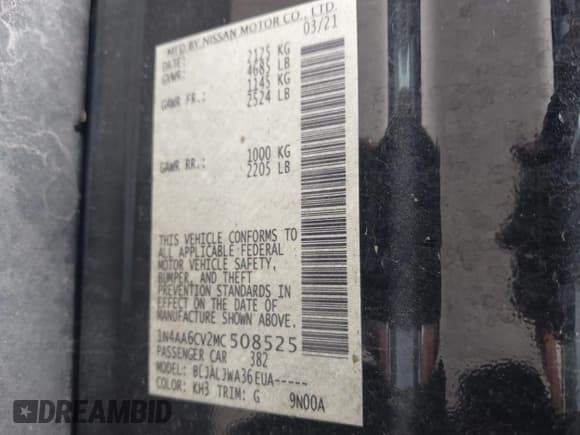 MFD BY NISSAN MOTOR CO., LTD.
DATE: 03/21
GVWR: 2125 KG
4685 LB
GAWR FR.: 1145 KG
2524 LB
GAWR RR.: 1000 KG
2205 LB
THIS VEHICLE CONFORMS TO
ALL APPLICABLE FEDERAL
MOTOR VEHICLE SAFETY,
BUMPER, AND THEFT
PREVENTION STANDARDS IN
EFFECT ON THE DATE OF
MANUFACTURE SHOWN ABOVE.
1N4AA6CV2MC508525
PASSENGER CAR 382
MODEL: BLJALJWA36EUA-----
COLOR: KH3 TRIM: G 9N00A
DREAMBID